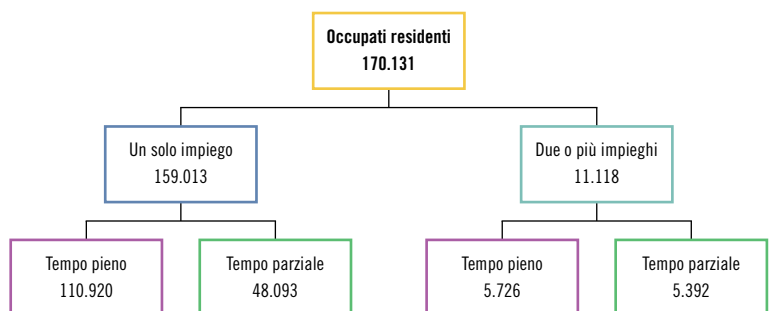 Occupati residenti
170.131
Un solo impiego
159.013
Due o più impieghi
11.118
Tempo pieno
110.920
Tempo parziale
48.093
Tempo pieno
5.726
Tempo parziale
5.392